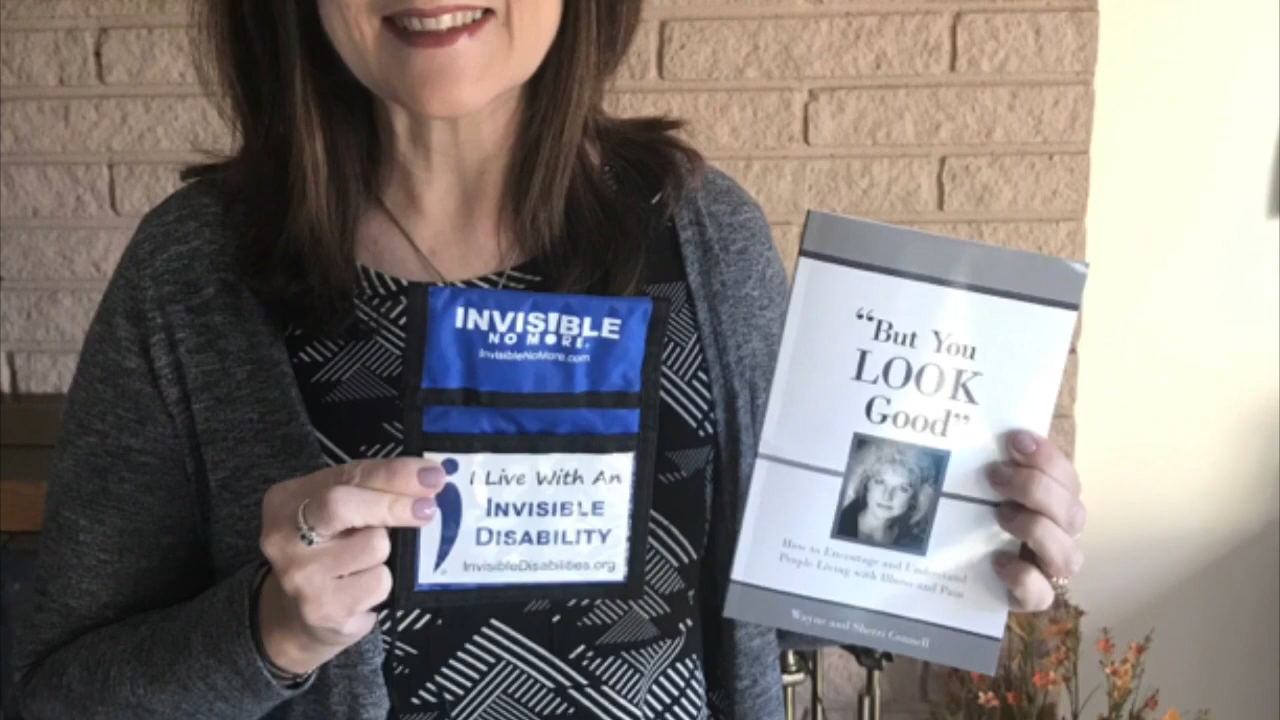 INVISIBLE
NO MORE.
InvisibleNoMore.com
I Live With An
INVISIBLE
DISABILITY
InvisibleDisabilities.org
“But You
LOOK
Good”
How to Encourage and Understand
People Living with Illness and Pain
Wayne and Sherri Connell